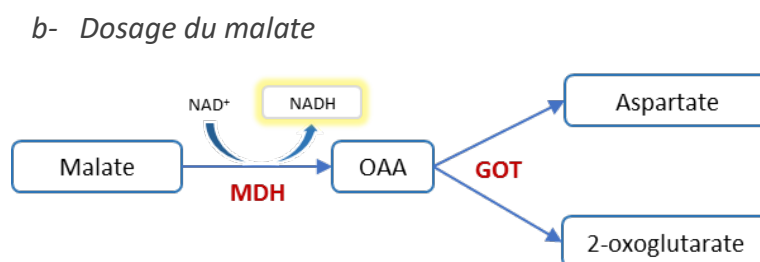 b- Dosage du malate
NAD⁺
NADH
Aspartate
Malate
OAA
GOT
MDH
2-oxoglutarate